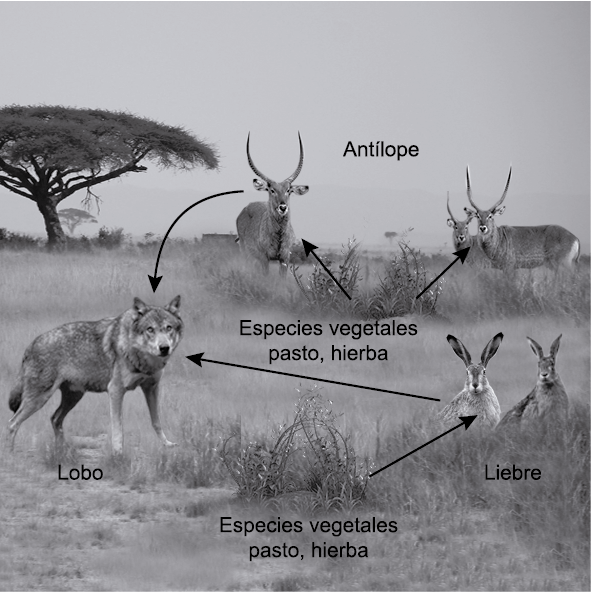 Antílope
Especies vegetales
pasto, hierba
Lobo
Liebre
Especies vegetales
pasto, hierba